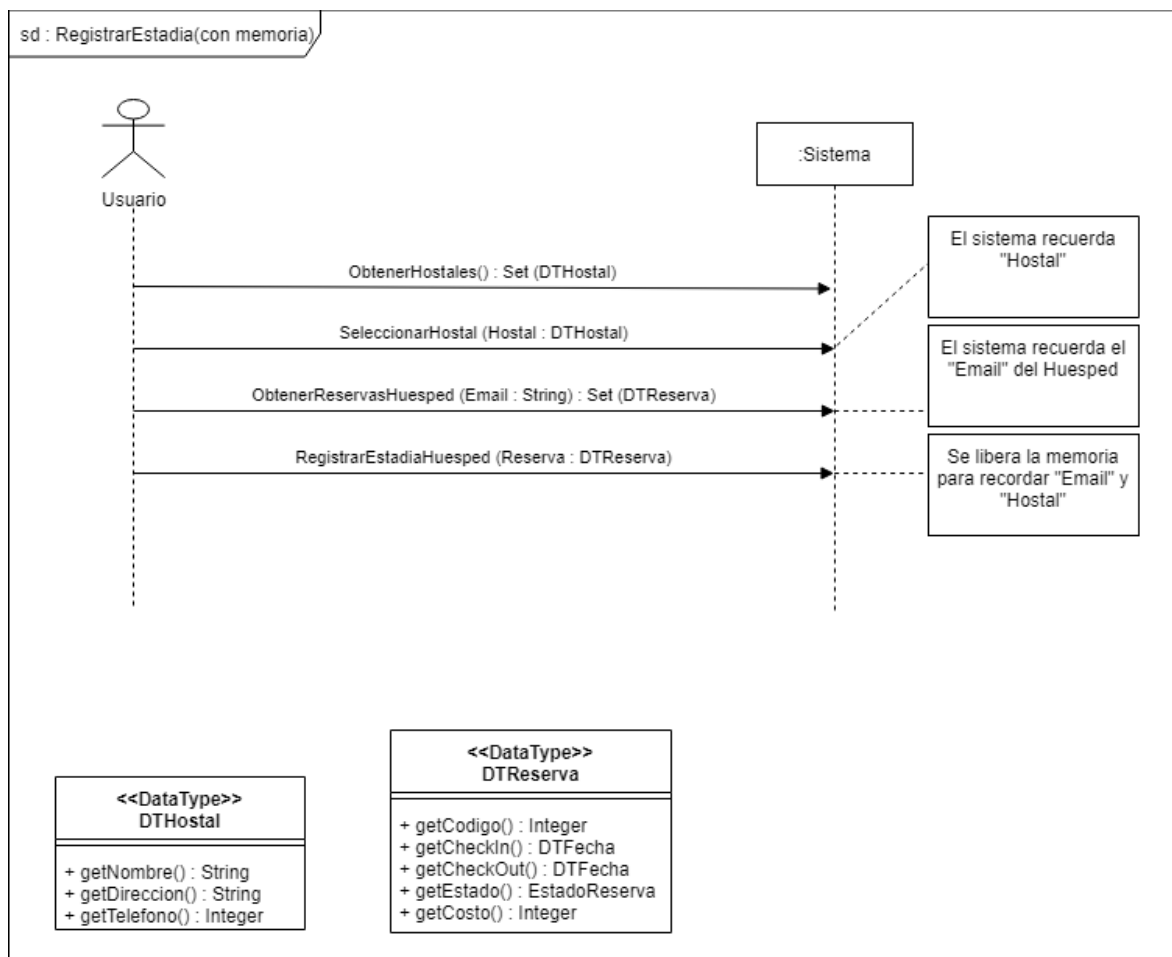 sd : RegistrarEstadia(con memoria)
:Sistema
Usuario
El sistema recuerda
"Hostal"
ObtenerHostales() : Set (DTHostal)
SeleccionarHostal (Hostal : DTHostal)
El sistema recuerda el
"Email" del Huesped
ObtenerReservasHuesped (Email : String) : Set (DTReserva)
RegistrarEstadiaHuesped (Reserva : DTReserva)
Se libera la memoria
para recordar "Email" y
"Hostal"
<<DataType>>
DTHostal
+ getNombre() : String
+ getDireccion() : String
+ getTelefono() : Integer
<<DataType>>
DTReserva
+ getCodigo() : Integer
+ getCheckIn() : DTFecha
+ getCheckOut() : DTFecha
+ getEstado() : EstadoReserva
+ getCosto() : Integer